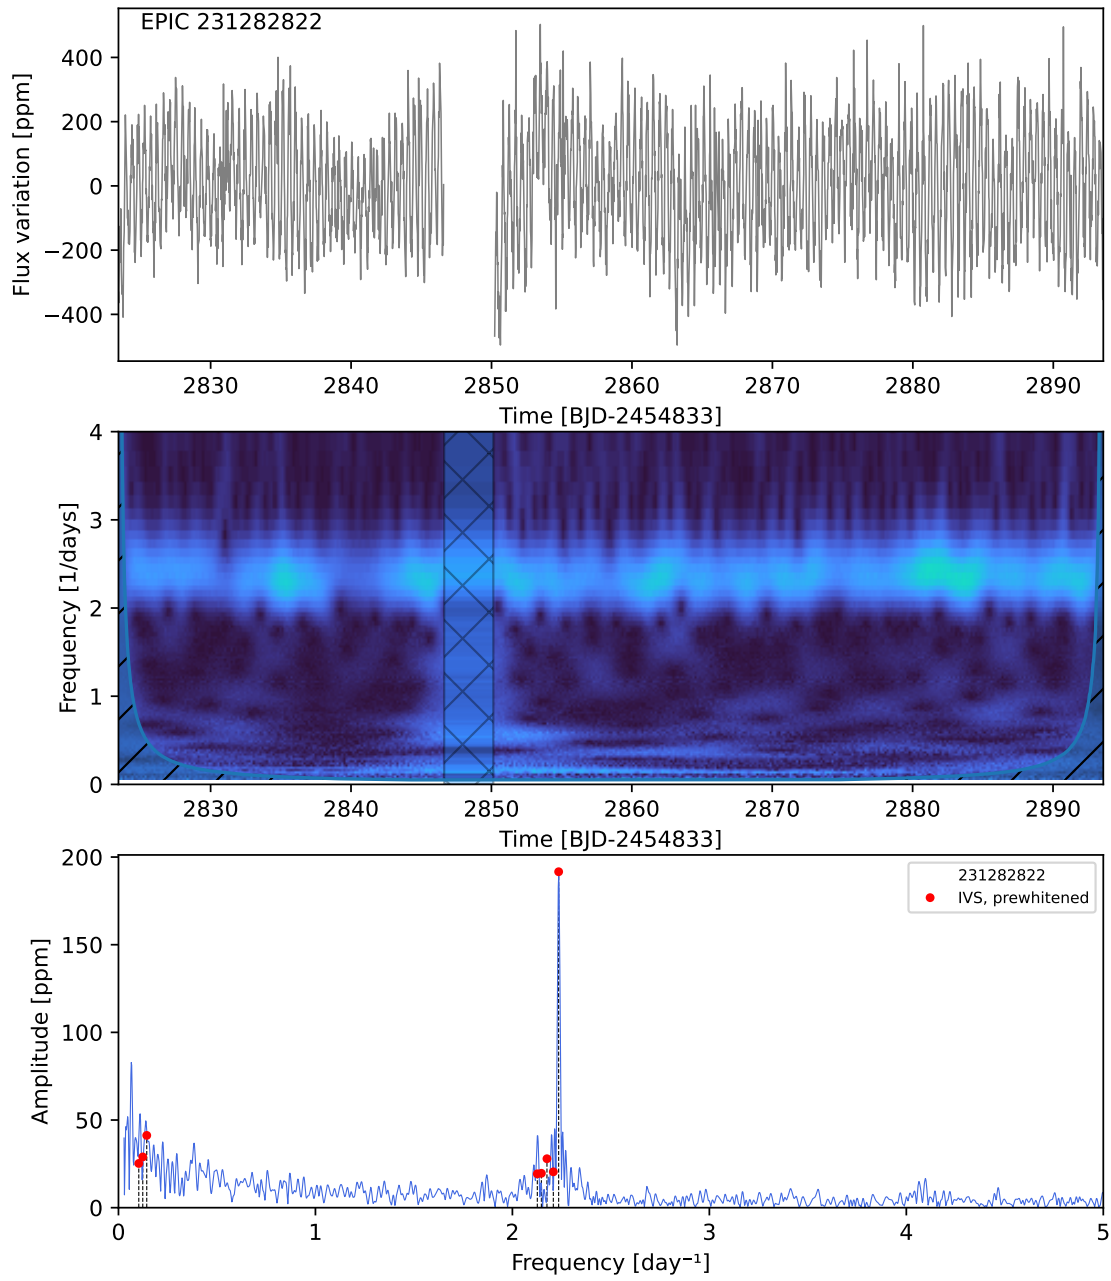 EPIC 231282822
Flux variation [ppm]
400
200
0
−200
−400
2830 2840 2850 2860 2870 2880 2890
Time [BJD-2454833]
Frequency [1/days]
4
3
2
1
0
2830 2840 2850 2860 2870 2880 2890
Time [BJD-2454833]
Amplitude [ppm]
200
150
100
50
0
231282822
IVS, prewhitened
0 1 2 3 4 5
Frequency [day⁻¹]